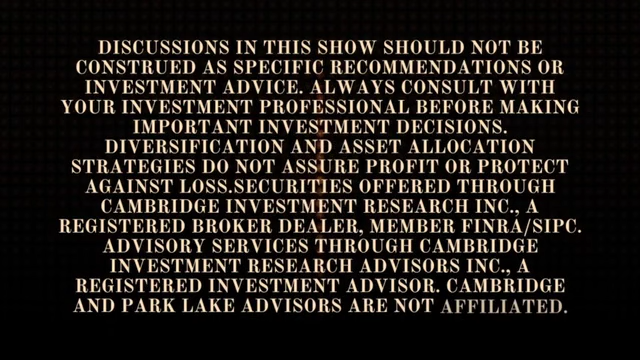 DISCUSSIONS IN THIS SHOW SHOULD NOT BE
CONSTRUED AS SPECIFIC RECOMMENDATIONS OR
INVESTMENT ADVICE. ALWAYS CONSULT WITH
YOUR INVESTMENT PROFESSIONAL BEFORE MAKING
IMPORTANT INVESTMENT DECISIONS.
DIVERSIFICATION AND ASSET ALLOCATION
STRATEGIES DO NOT ASSURE PROFIT OR PROTECT
AGAINST LOSS.SECURITIES OFFERED THROUGH
CAMBRIDGE INVESTMENT RESEARCH INC., A
REGISTERED BROKER DEALER, MEMBER FINRA/SIPC.
ADVISORY SERVICES THROUGH CAMBRIDGE
INVESTMENT RESEARCH ADVISORS INC., A
REGISTERED INVESTMENT ADVISOR. CAMBRIDGE
AND PARK LAKE ADVISORS ARE NOT AFFILIATED.